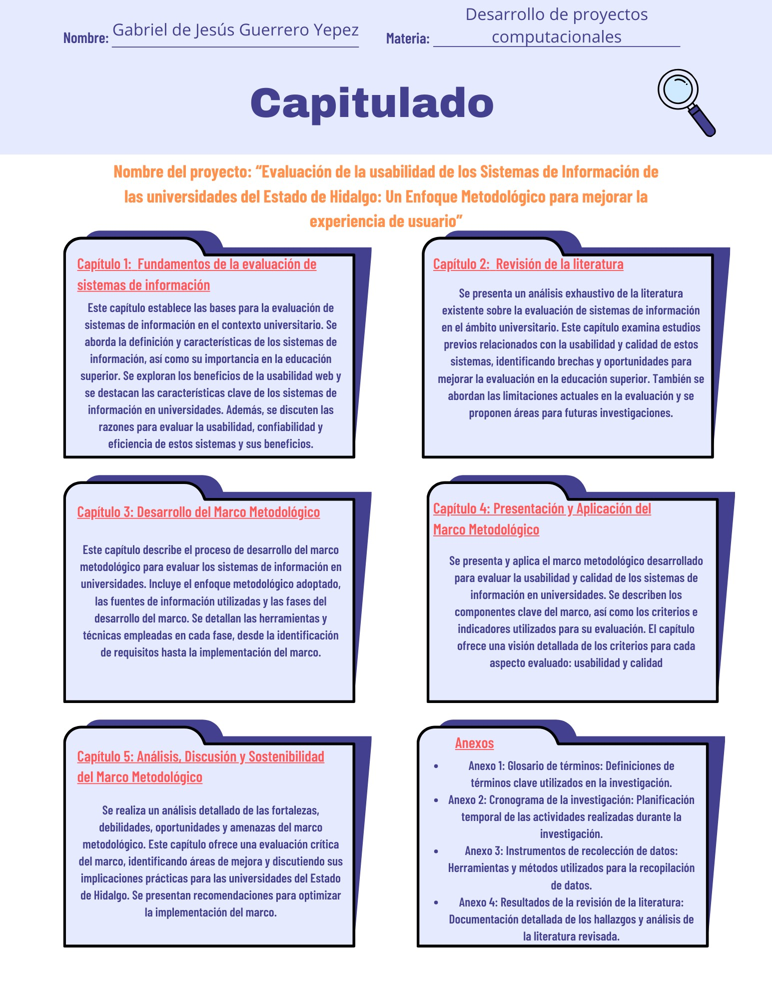 Nombre: Gabriel de Jesús Guerrero Yepez
Materia: Desarrollo de proyectos
computacionales
Capitulado
Nombre del proyecto: “Evaluación de la usabilidad de los Sistemas de Información de
las universidades del Estado de Hidalgo: Un Enfoque Metodológico para mejorar la
experiencia de usuario”
Capítulo 1:  Fundamentos de la evaluación de
sistemas de información
Este capítulo establece las bases para la evaluación de
sistemas de información en el contexto universitario. Se
aborda la definición y características de los sistemas de
información, así como su importancia en la educación
superior. Se exploran los beneficios de la usabilidad web y
se destacan las características clave de los sistemas de
información en universidades. Además, se discuten las
razones para evaluar la usabilidad, confiabilidad y
eficiencia de estos sistemas y sus beneficios.
Capítulo 2:  Revisión de la literatura
Se presenta un análisis exhaustivo de la literatura
existente sobre la evaluación de sistemas de información
en el ámbito universitario. Este capítulo examina estudios
previos relacionados con la usabilidad y calidad de estos
sistemas, identificando brechas y oportunidades para
mejorar la evaluación en la educación superior. También se
abordan las limitaciones actuales en la evaluación y se
proponen áreas para futuras investigaciones.
Capítulo 3: Desarrollo del Marco Metodológico
Este capítulo describe el proceso de desarrollo del marco
metodológico para evaluar los sistemas de información en
universidades. Incluye el enfoque metodológico adoptado,
las fuentes de información utilizadas y las fases del
desarrollo del marco. Se detallan las herramientas y
técnicas empleadas en cada fase, desde la identificación
de requisitos hasta la implementación del marco.
Capítulo 4: Presentación y Aplicación del
Marco Metodológico
Se presenta y aplica el marco metodológico desarrollado
para evaluar la usabilidad y calidad de los sistemas de
información en universidades. Se describen los
componentes clave del marco, así como los criterios e
indicadores utilizados para su evaluación. El capítulo
ofrece una visión detallada de los criterios para cada
aspecto evaluado: usabilidad y calidad
Capítulo 5: Análisis, Discusión y Sostenibilidad
del Marco Metodológico
Se realiza un análisis detallado de las fortalezas,
debilidades, oportunidades y amenazas del marco
metodológico. Este capítulo ofrece una evaluación crítica
del marco, identificando áreas de mejora y discutiendo sus
implicaciones prácticas para las universidades del Estado
de Hidalgo. Se presentan recomendaciones para optimizar
la implementación del marco.
Anexos
• Anexo 1: Glosario de términos: Definiciones de
términos clave utilizados en la investigación.
• Anexo 2: Cronograma de la investigación: Planificación
temporal de las actividades realizadas durante la
investigación.
• Anexo 3: Instrumentos de recolección de datos:
Herramientas y métodos utilizados para la recopilación
de datos.
• Anexo 4: Resultados de la revisión de la literatura:
Documentación detallada de los hallazgos y análisis de
la literatura revisada.